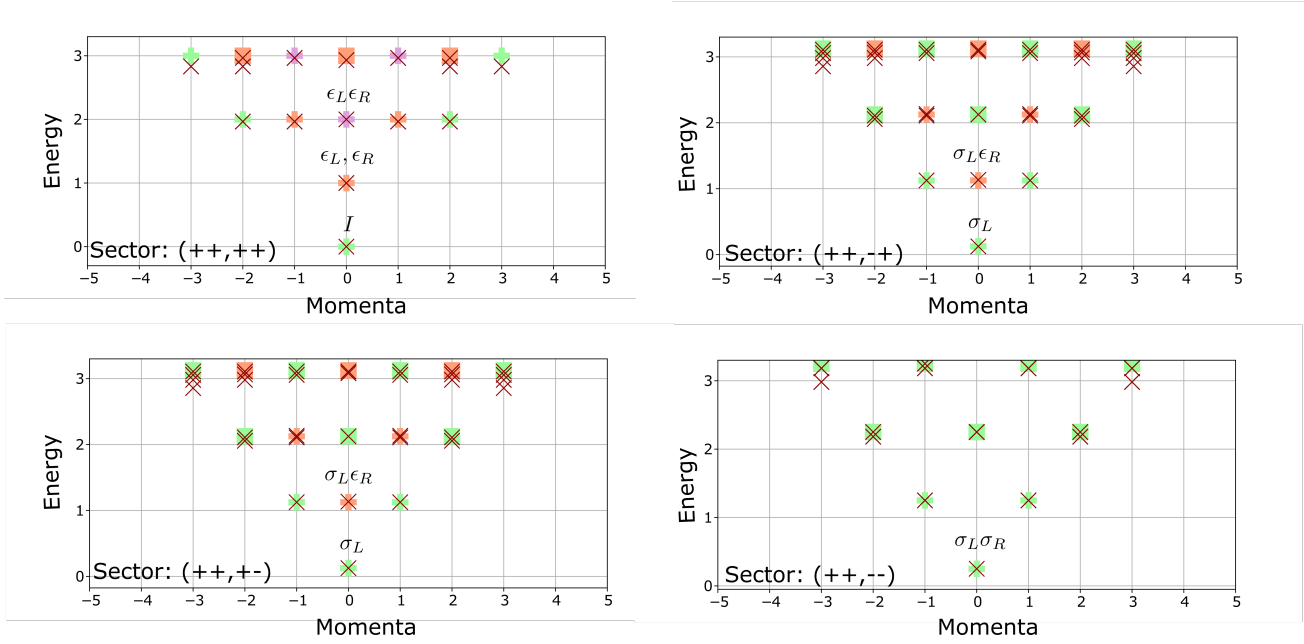 3
ϵ_Lϵ_R
2
ϵ_L, ϵ_R
1
I
0
Energy
Sector: (++,++)
−5 −4 −3 −2 −1 0 1 2 3 4 5
Momenta
3
2
σ_Lϵ_R
1
σ_L
0
Energy
Sector: (++,-+)
−5 −4 −3 −2 −1 0 1 2 3 4 5
Momenta
3
2
σ_Lϵ_R
1
σ_L
0
Energy
Sector: (++,+-)
−5 −4 −3 −2 −1 0 1 2 3 4 5
Momenta
3
2
1
σ_Lσ_R
0
Energy
Sector: (++,--)
−5 −4 −3 −2 −1 0 1 2 3 4 5
Momenta